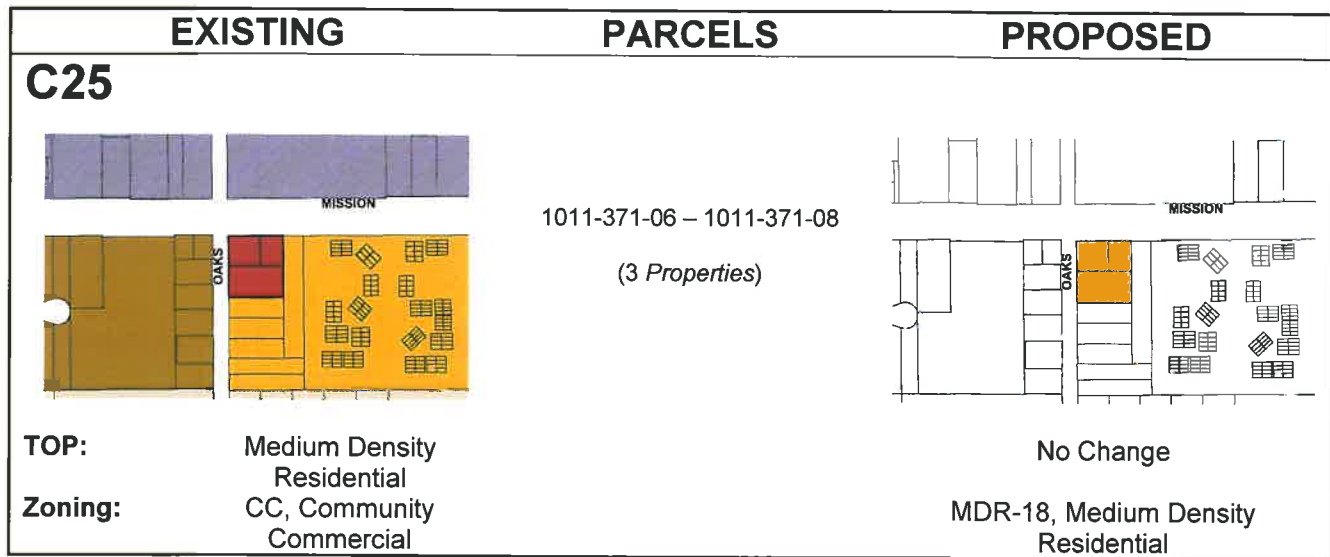 EXISTING PARCELS PROPOSED
C25
MISSION
OAKS
1011-371-06 – 1011-371-08
(3 Properties)
MISSION
OAKS
TOP: Medium Density
Residential
No Change
Zoning: CC, Community
Commercial
MDR-18, Medium Density
Residential